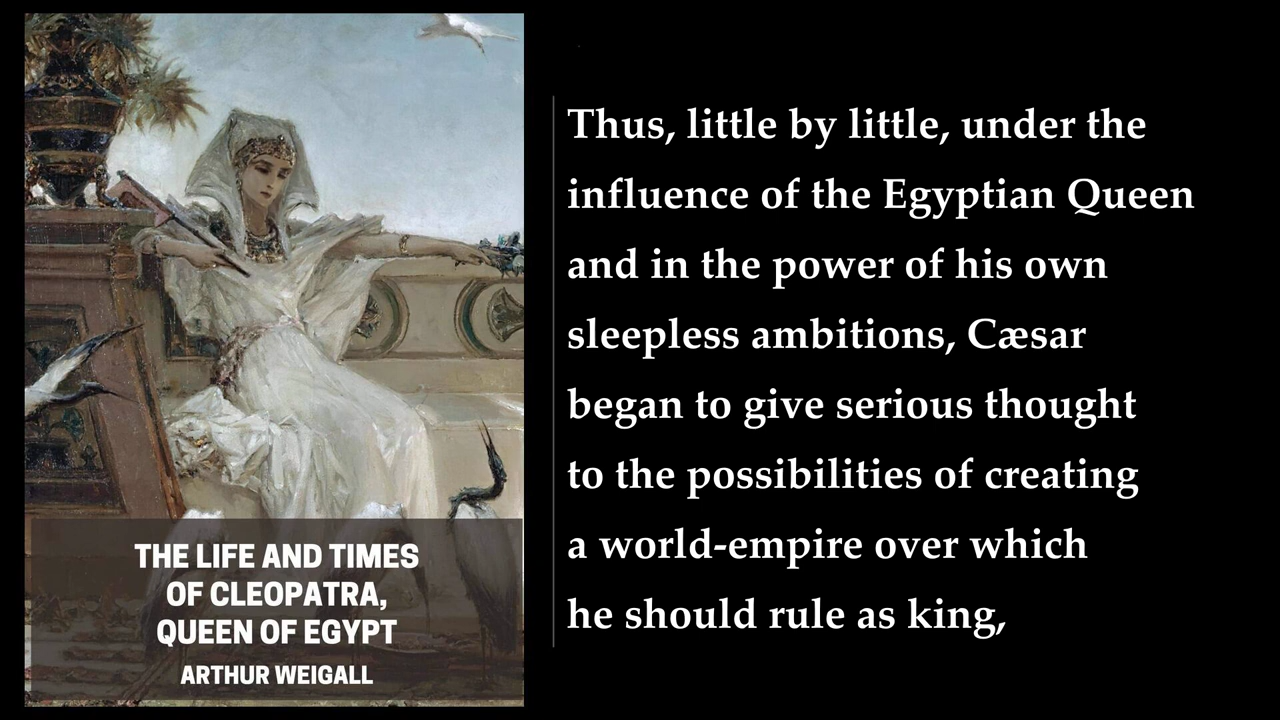 THE LIFE AND TIMES
OF CLEOPATRA,
QUEEN OF EGYPT
ARTHUR WEIGALL
Thus, little by little, under the
influence of the Egyptian Queen
and in the power of his own
sleepless ambitions, Cæsar
began to give serious thought
to the possibilities of creating
a world-empire over which
he should rule as king,